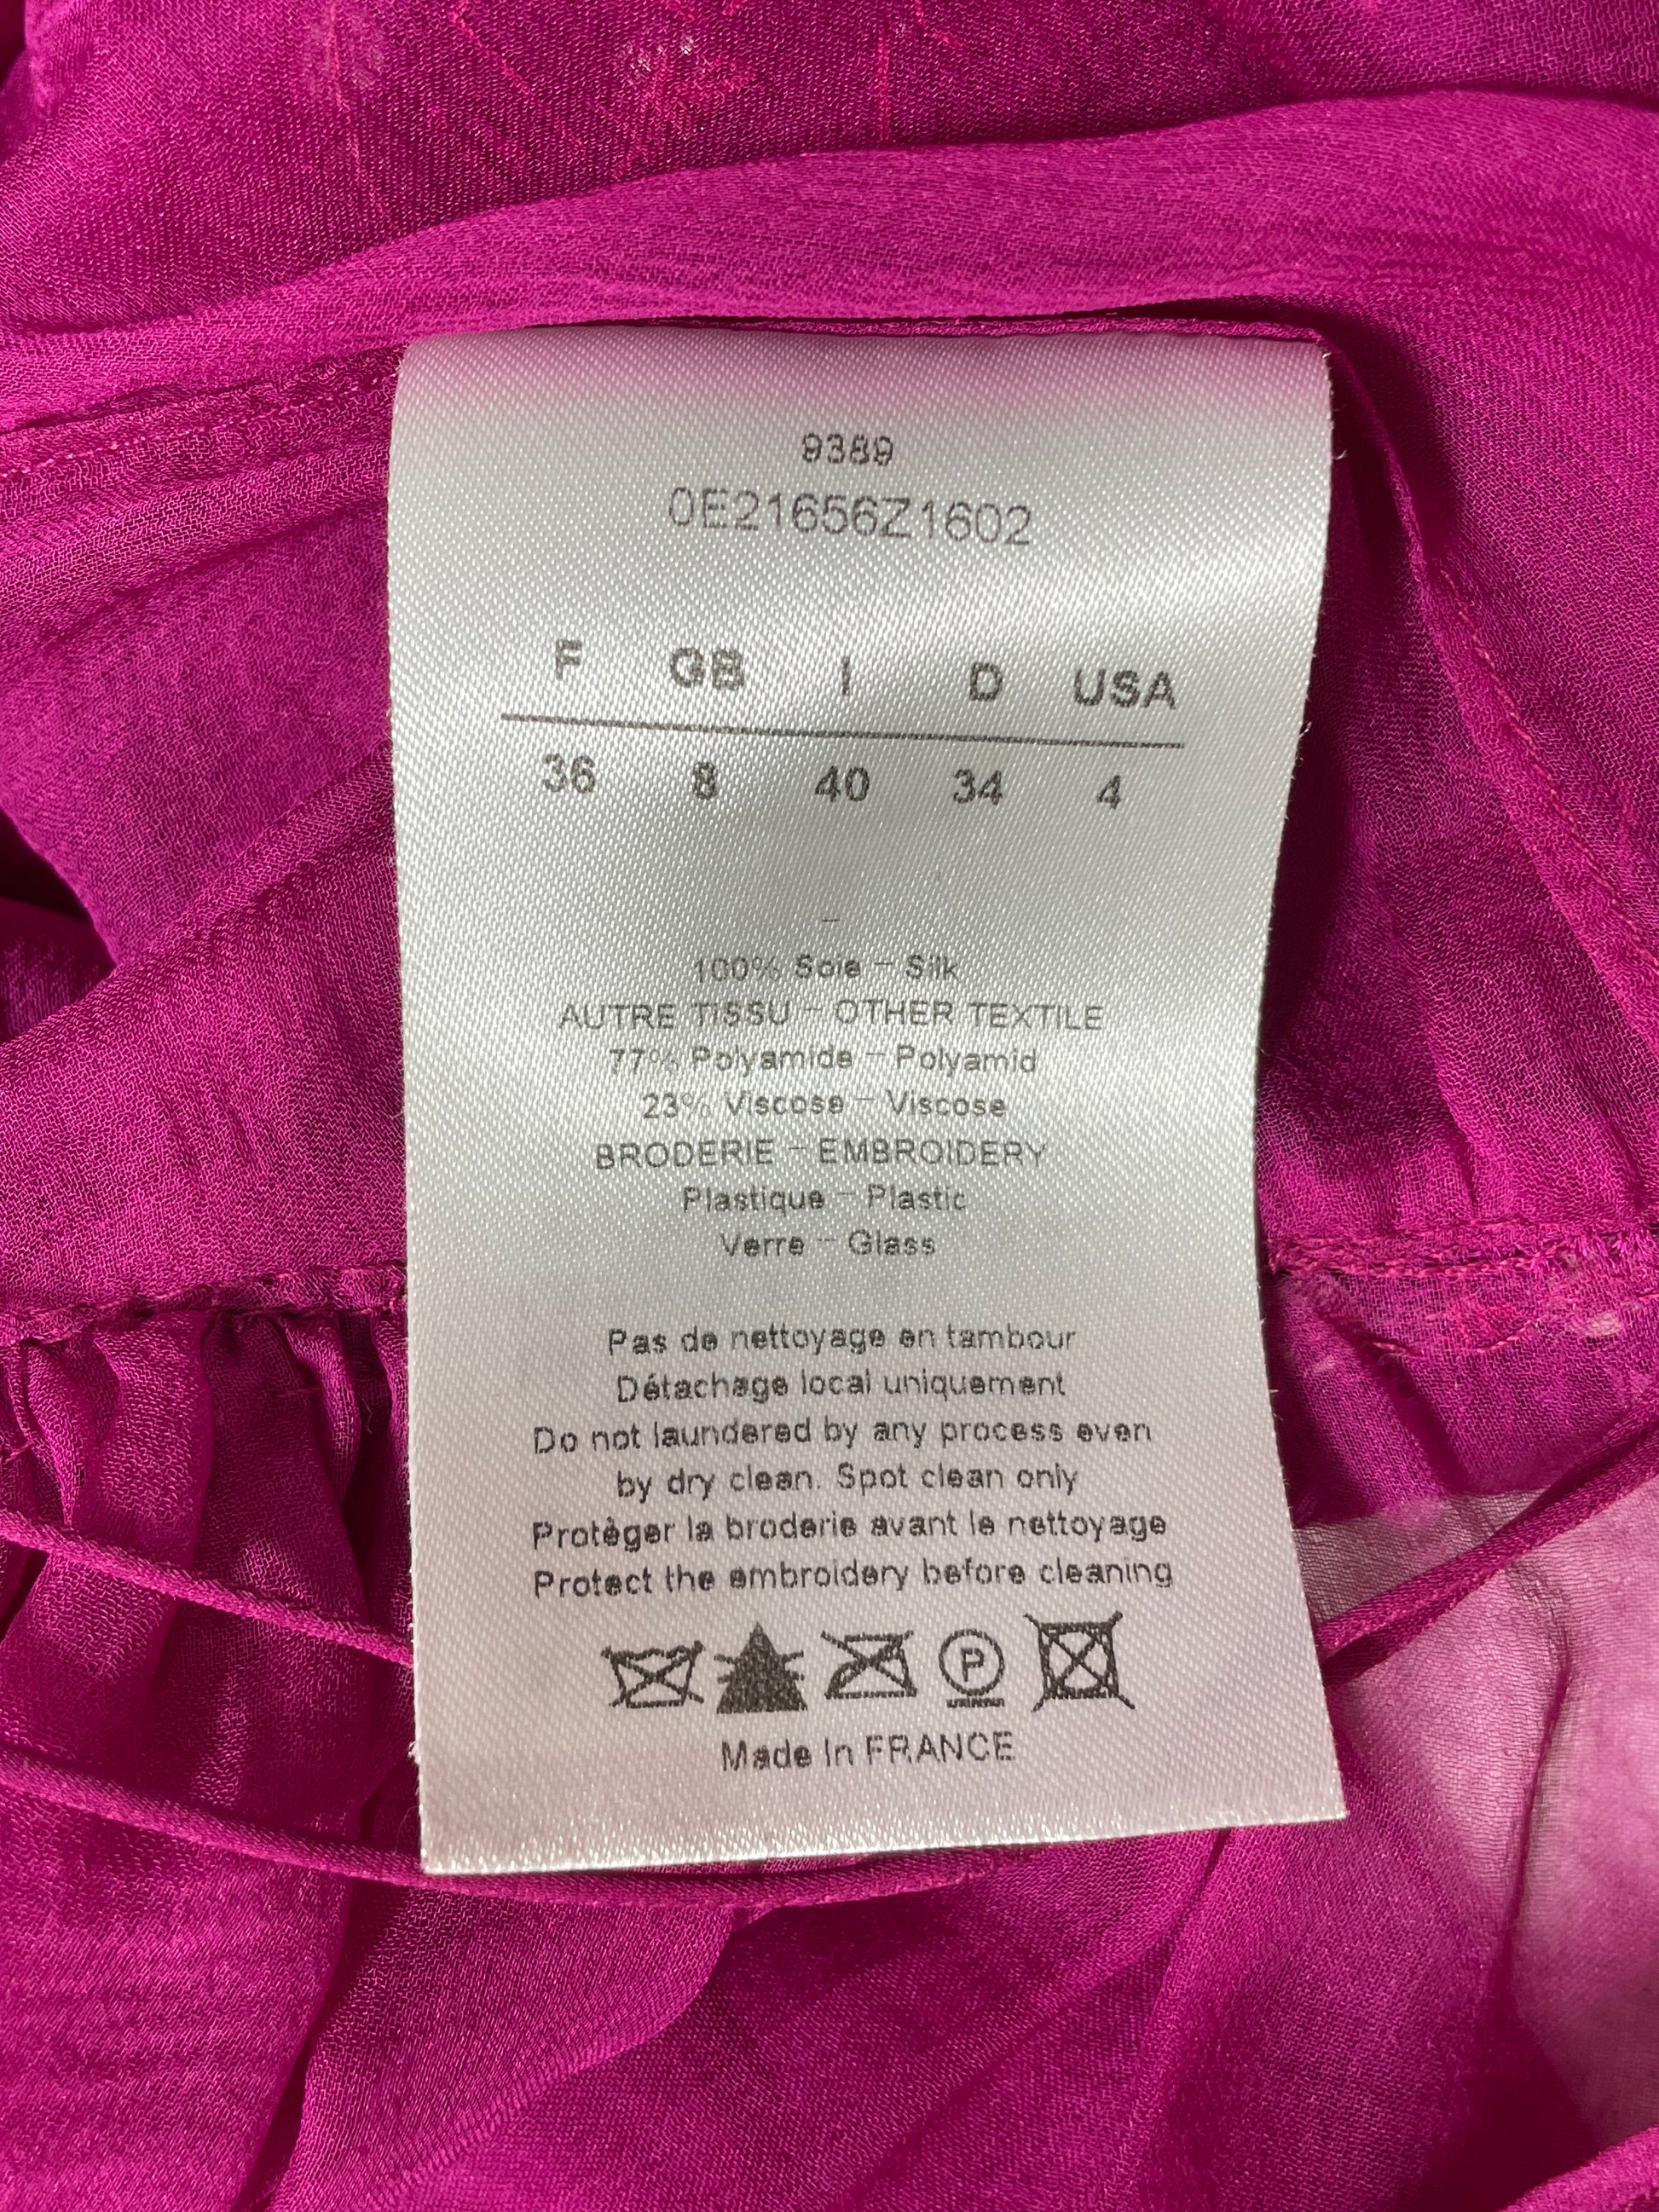 9389
0E21656Z1602
F GB I D USA
36 8 40 34 4
-
100% Soie - Silk
AUTRE TISSU - OTHER TEXTILE
77% Polyamide - Polyamid
23% Viscose - Viscose
BRODERIE - EMBROIDERY
Plastique - Plastic
Verre - Glass
Pas de nettoyage en tambour
Détachage local uniquement
Do not laundered by any process even
by dry clean. Spot clean only
Protèger la broderie avant le nettoyage
Protect the embroidery before cleaning
P
Made In FRANCE